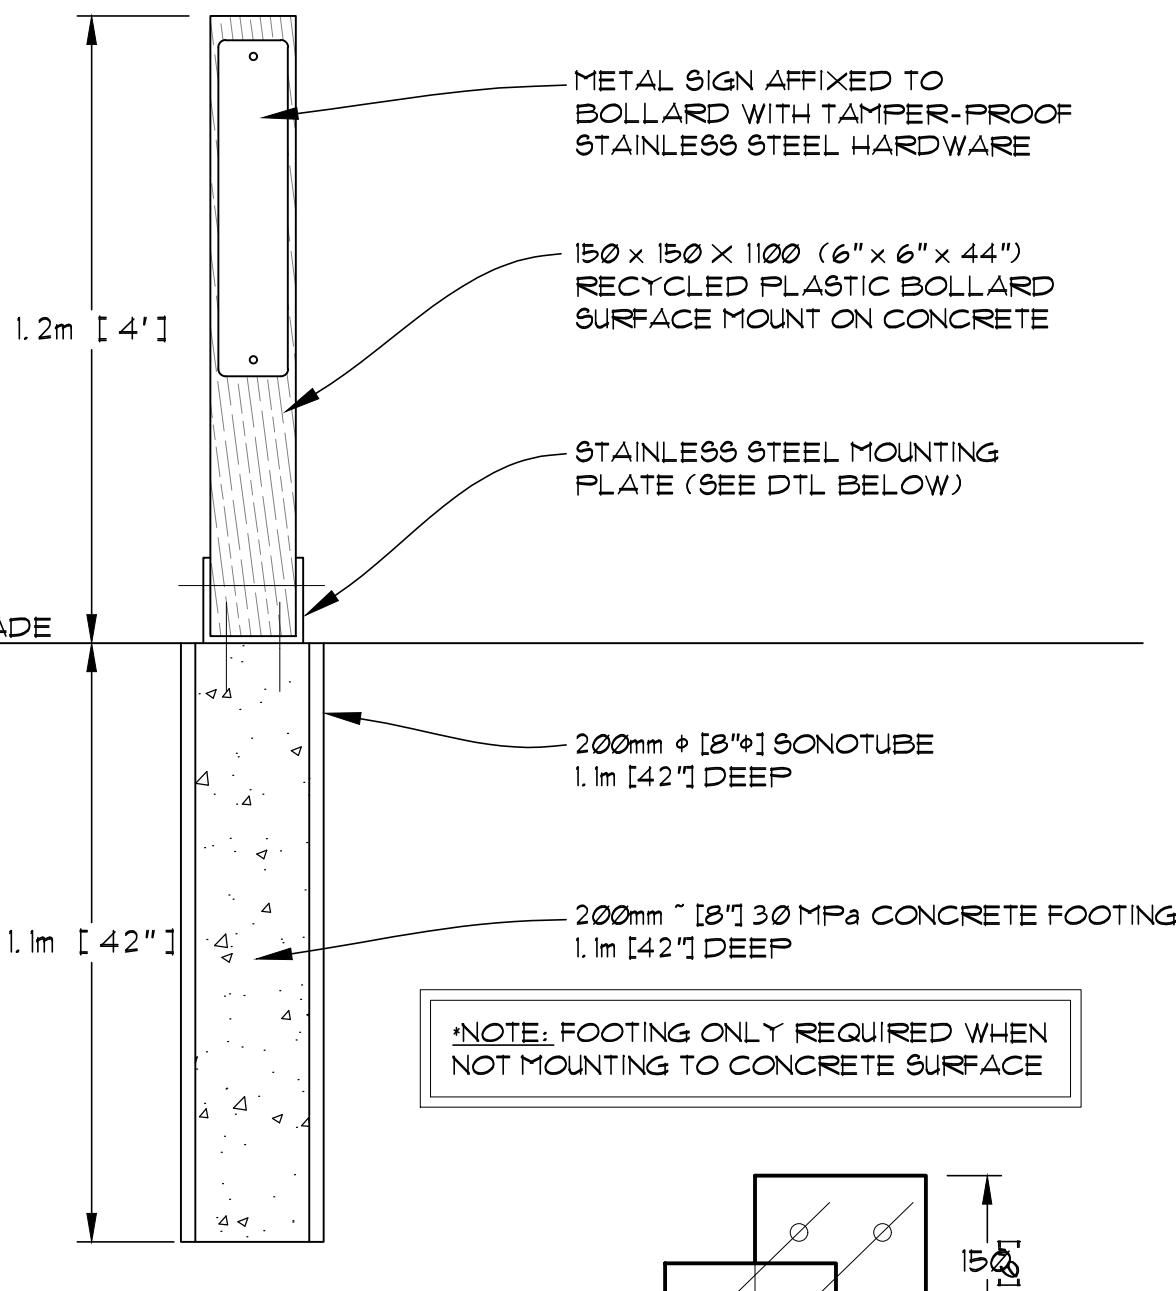 METAL SIGN AFFIXED TO
BOLLARD WITH TAMPER-PROOF
STAINLESS STEEL HARDWARE
150 x 150 X 1100 (6" x 6" x 44")
RECYCLED PLASTIC BOLLARD
SURFACE MOUNT ON CONCRETE
1.2m [4']
STAINLESS STEEL MOUNTING
PLATE (SEE DTL BELOW)
ADE
200mm ɸ [8"ɸ] SONOTUBE
1.1m [42"] DEEP
200mm ~ [8"] 30 MPa CONCRETE FOOTING
1.1m [42"] DEEP
1.1m [42"]
*NOTE: FOOTING ONLY REQUIRED WHEN
NOT MOUNTING TO CONCRETE SURFACE
150